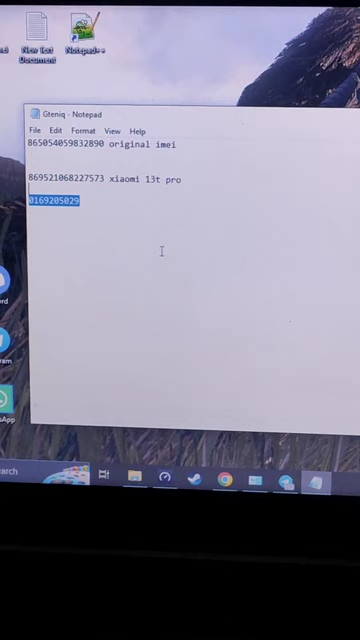 New Text
Document
Notepad++
Gteniq - Notepad
File Edit Format View Help
865054059832890 original imei
869521068227573 xiaomi 13t pro
0169205029